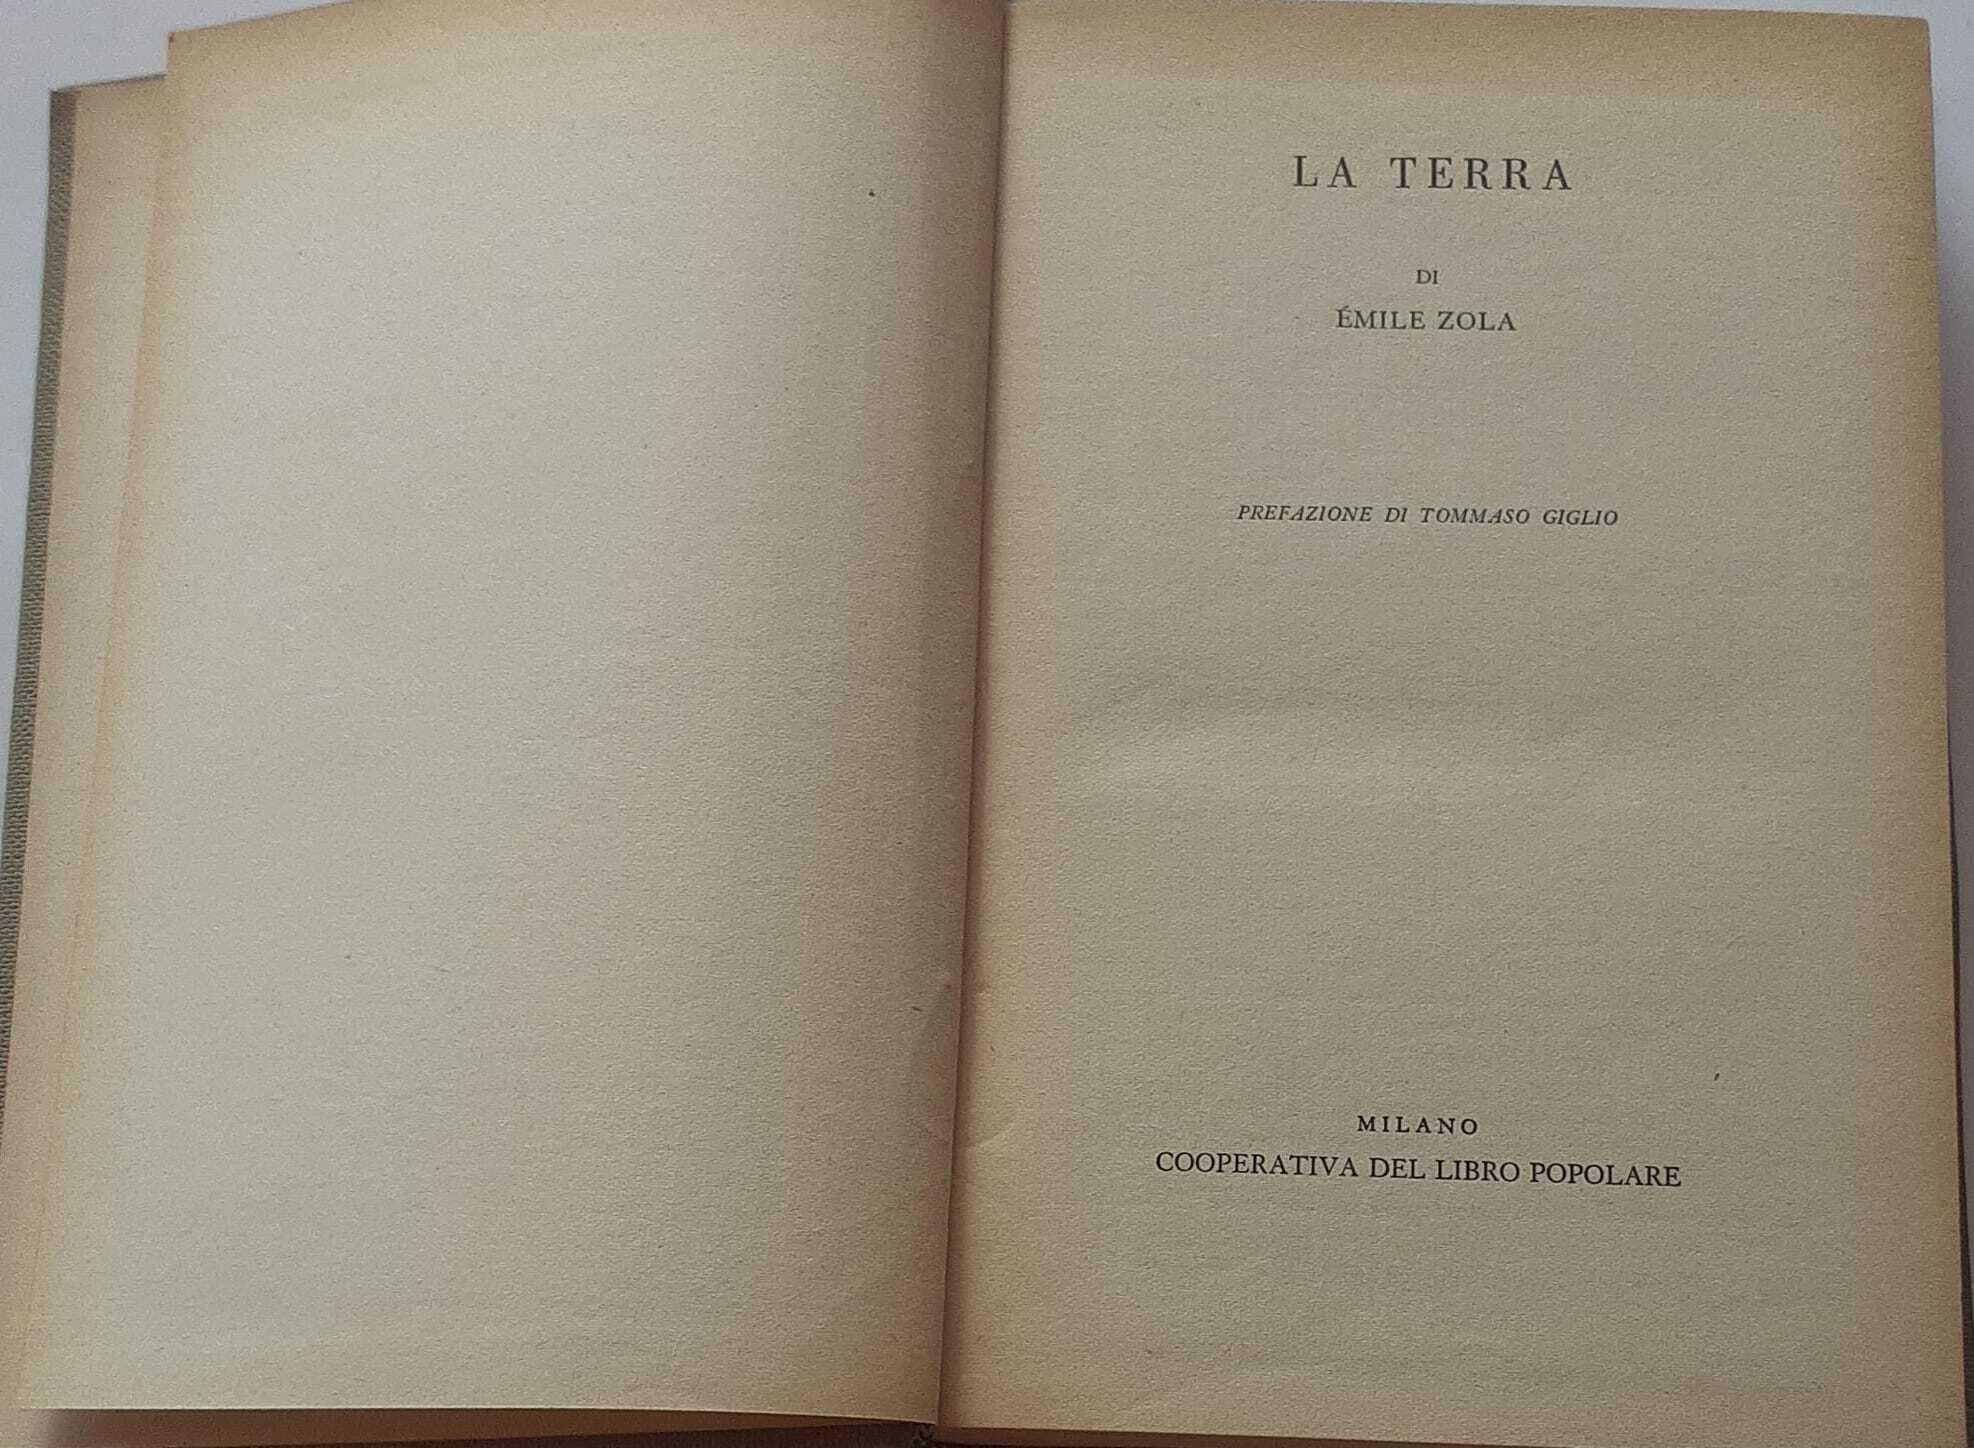 LA TERRA
DI
ÉMILE ZOLA
PREFAZIONE DI TOMMASO GIGLIO
MILANO
COOPERATIVA DEL LIBRO POPOLARE